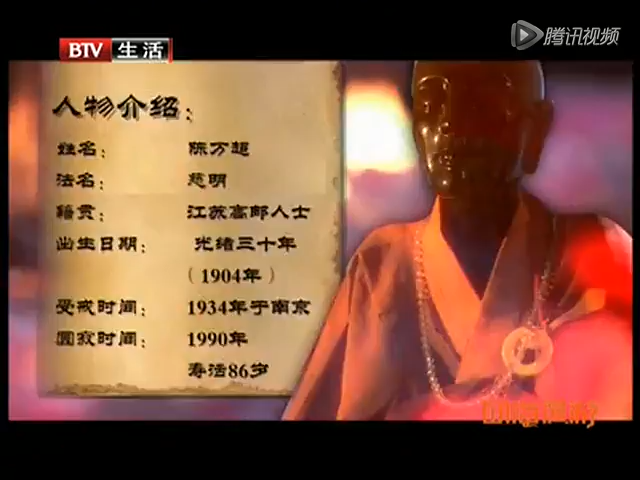 BTV 生活
腾讯视频
人物介绍：
姓名： 陈万超
法名： 慈明
籍贯： 江苏高邮人士
出生日期： 光绪三十年
（1904年）
受戒时间： 1934年于南京
圆寂时间： 1990年
寿活86岁